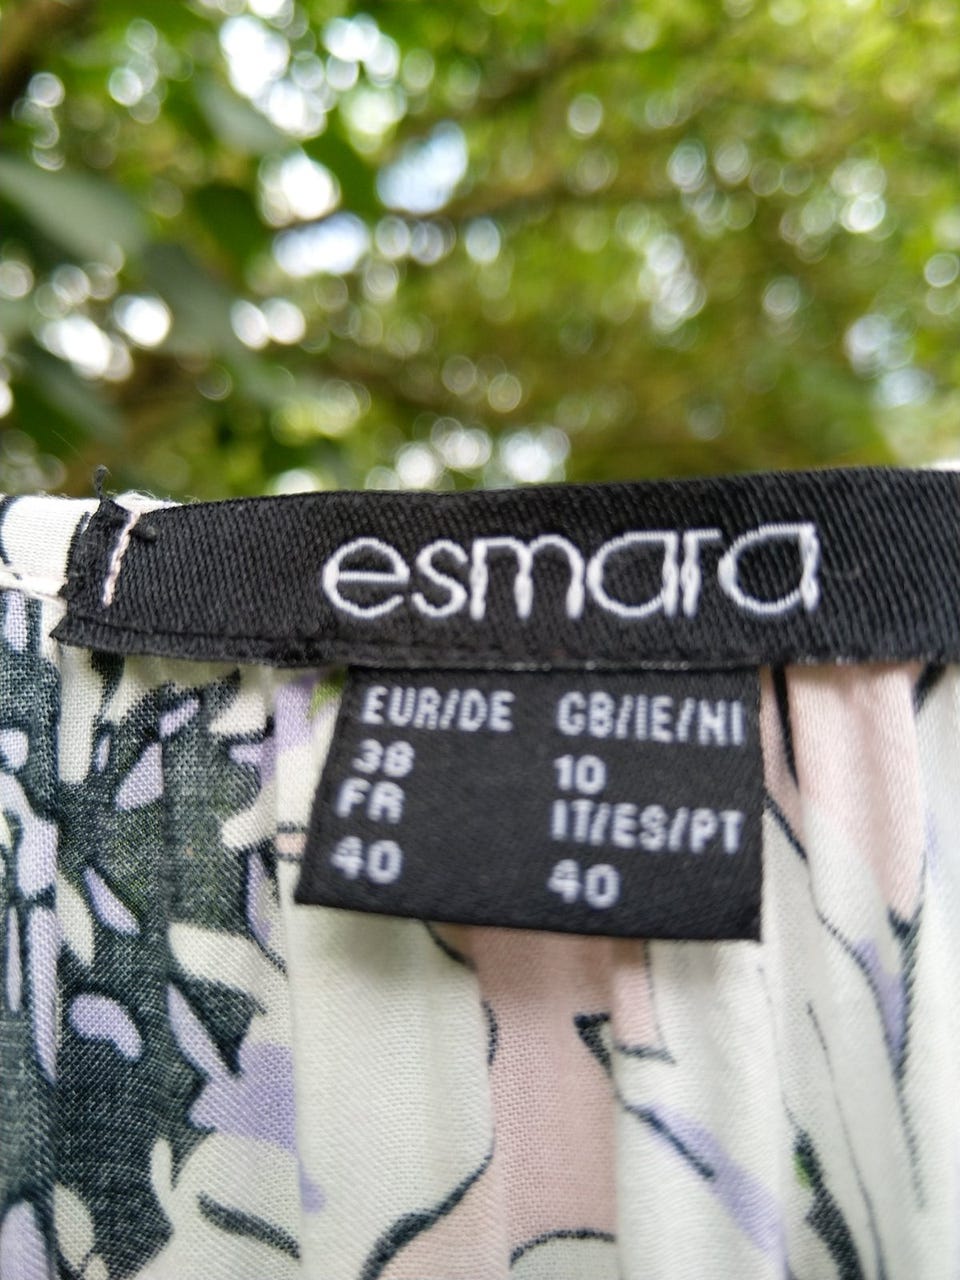 esmara
EUR/DE GB/IE/NI
38 10
FR IT/ES/PT
40 40